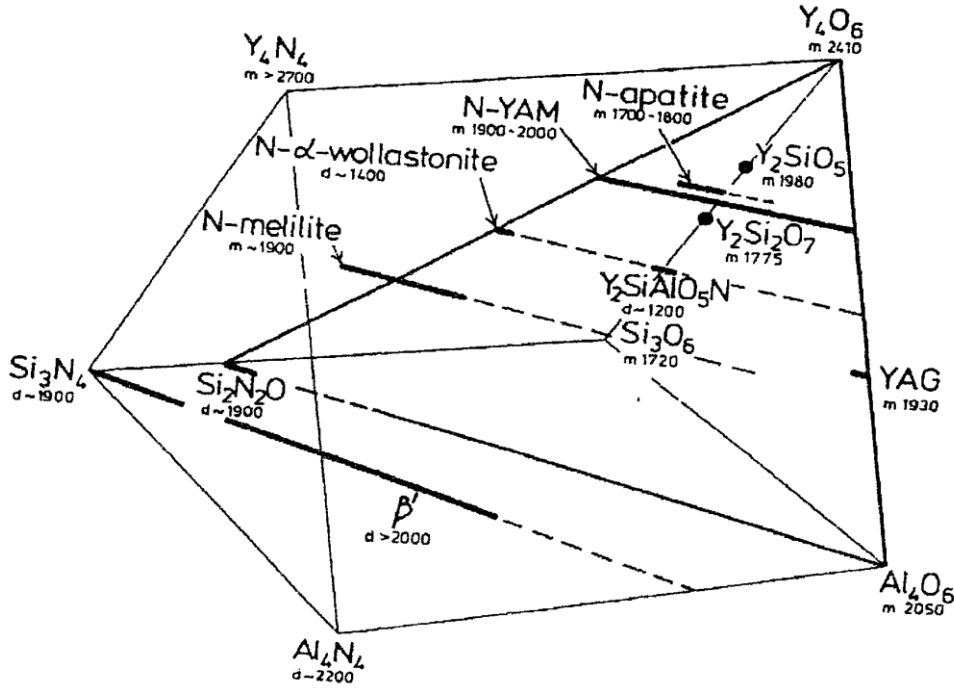 Y₄O₆
m 2410
Y₄N₄
m > 2700
N-apatite
m 1700-1800
N-YAM
m 1900-2000
N-α-wollastonite
d~1400
Y₂SiO₅
m 1980
N-melilite
m ~1900
Y₂Si₂O₇
m 1775
Y₂SiAlO₅N
d~1200
Si₃O₆
m 1720
Si₃N₄
d~1900
Si₂N₂O
d~1900
YAG
m 1930
β'
d >2000
Al₄O₆
m 2050
Al₄N₄
d~2200